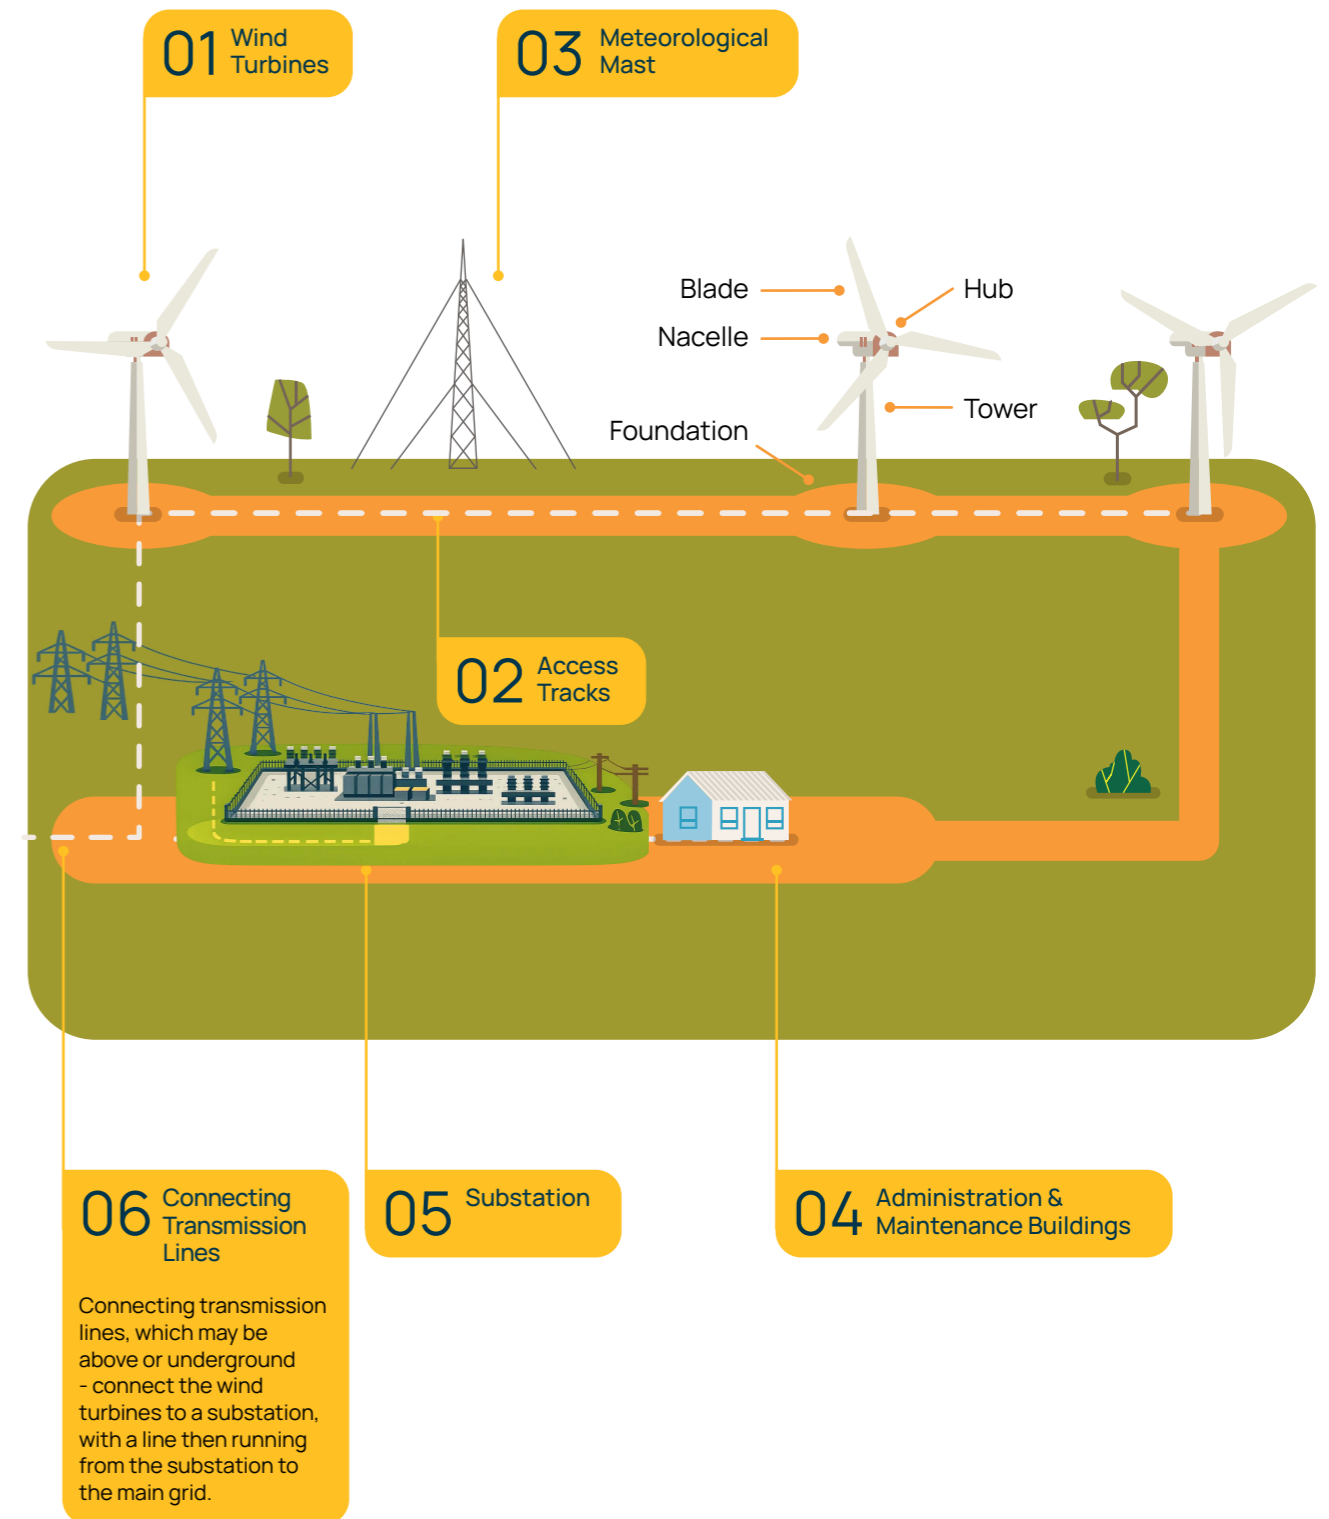 01 Wind
Turbines
03 Meteorological
Mast
Blade
Hub
Nacelle
Tower
Foundation
02 Access
Tracks
06 Connecting
Transmission
Lines
Connecting transmission
lines, which may be
above or underground
- connect the wind
turbines to a substation,
with a line then running
from the substation to
the main grid.
05 Substation
04 Administration &
Maintenance Buildings